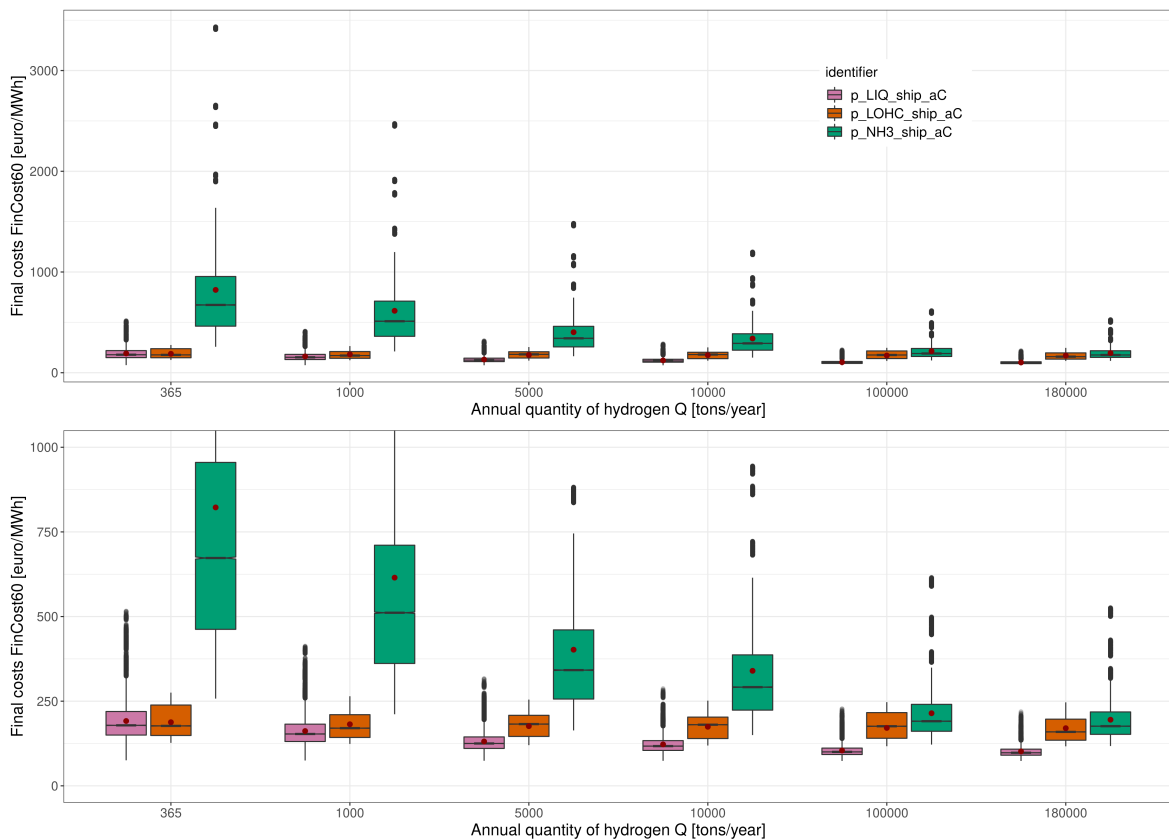 Final costs FinCost60 [euro/MWh]
3000
2000
1000
0
identifier
p_LIQ_ship_aC
p_LOHC_ship_aC
p_NH3_ship_aC
365 1000 5000 10000 100000 180000
Annual quantity of hydrogen Q [tons/year]
Final costs FinCost60 [euro/MWh]
1000
750
500
250
0
365 1000 5000 10000 100000 180000
Annual quantity of hydrogen Q [tons/year]